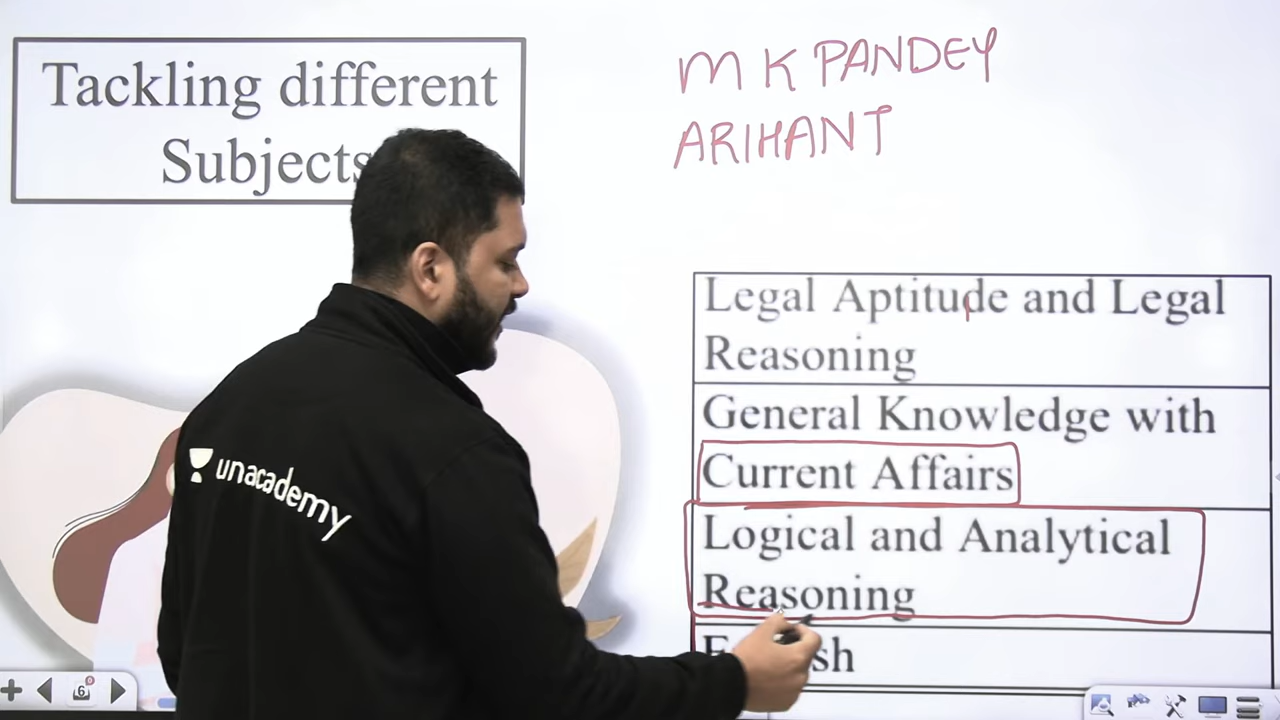 Tackling different
Subjects
M K PANDEY
ARIHANT
Legal Aptitude and Legal
Reasoning
General Knowledge with
Current Affairs
Logical and Analytical
Reasoning
unacademy
6